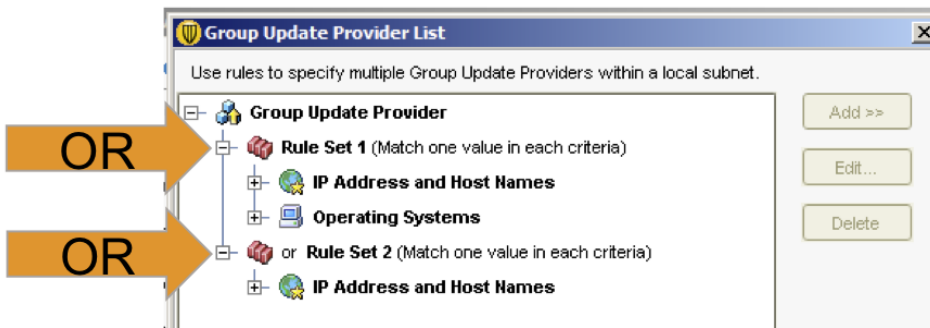 Group Update Provider List
Use rules to specify multiple Group Update Providers within a local subnet.
Group Update Provider
Add >>
OR
Rule Set 1 (Match one value in each criteria)
Edit...
IP Address and Host Names
Operating Systems
Delete
OR
or Rule Set 2 (Match one value in each criteria)
IP Address and Host Names